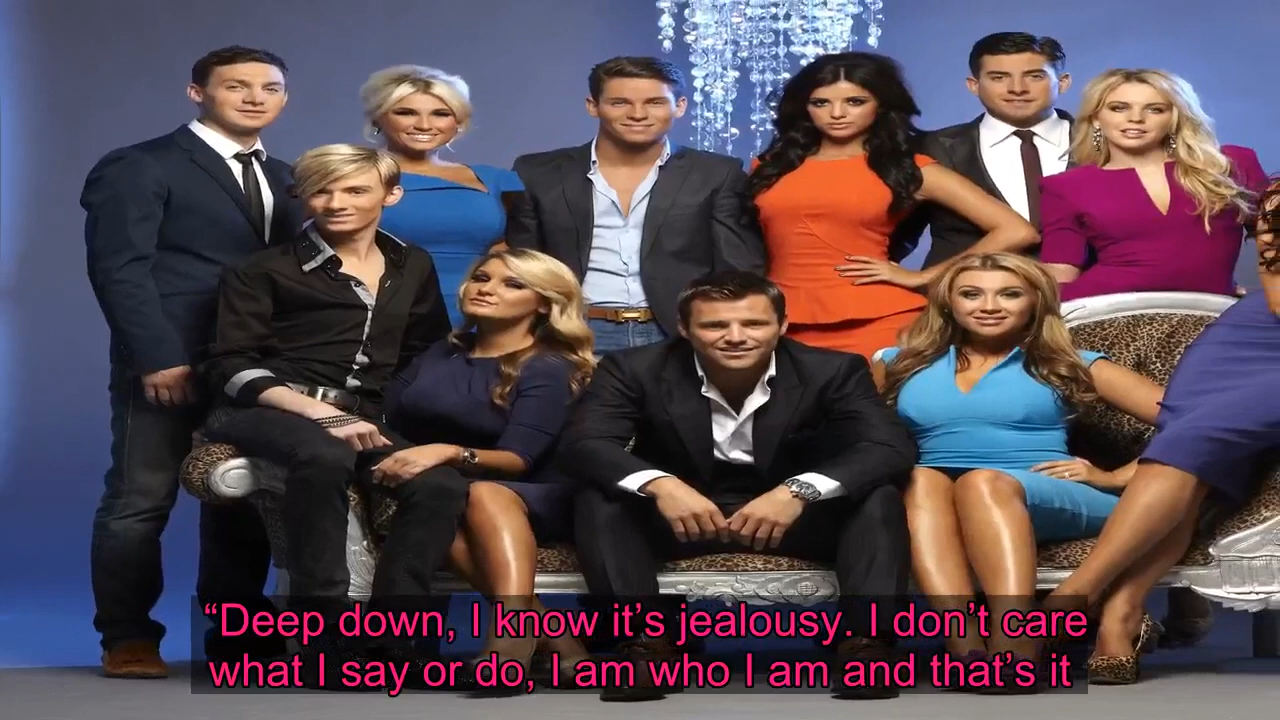 “Deep down, I know it’s jealousy. I don’t care
what I say or do, I am who I am and that’s it